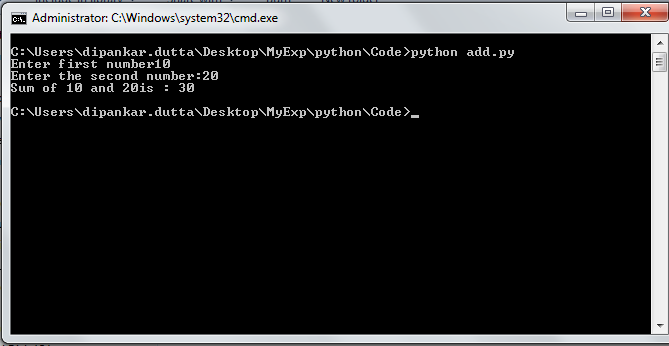 Administrator: C:\Windows\system32\cmd.exe
C:\Users\dipankar.dutta\Desktop\MyExp\python\Code>python add.py
Enter first number10
Enter the second number:20
Sum of 10 and 20is : 30
C:\Users\dipankar.dutta\Desktop\MyExp\python\Code>_